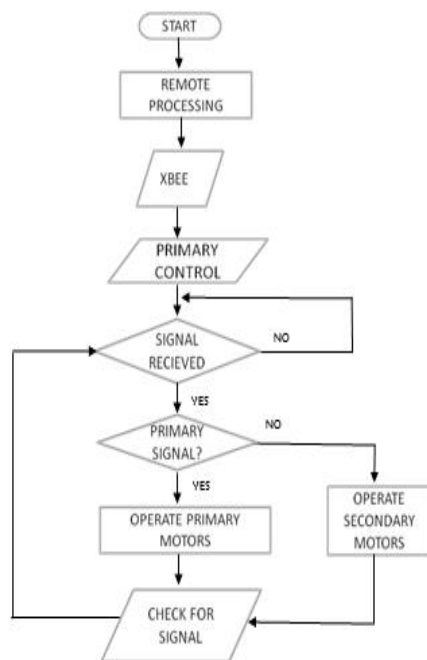 START
REMOTE
PROCESSING
XBEE
PRIMARY
CONTROL
SIGNAL
RECIEVED
NO
YES
PRIMARY
SIGNAL?
NO
YES
OPERATE PRIMARY
MOTORS
OPERATE
SECONDARY
MOTORS
CHECK FOR
SIGNAL